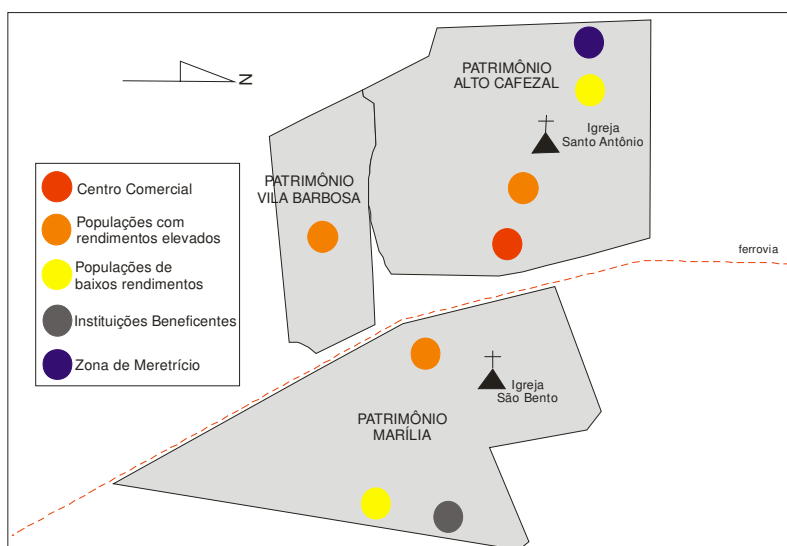 PATRIMÔNIO
ALTO CAFEZAL
N
Igreja
Santo Antônio
PATRIMÔNIO
VILA BARBOSA
Centro Comercial
Populações com
rendimentos elevados
Populações de
baixos rendimentos
Instituições Beneficentes
Zona de Meretrício
ferrovia
Igreja
São Bento
PATRIMÔNIO
MARÍLIA